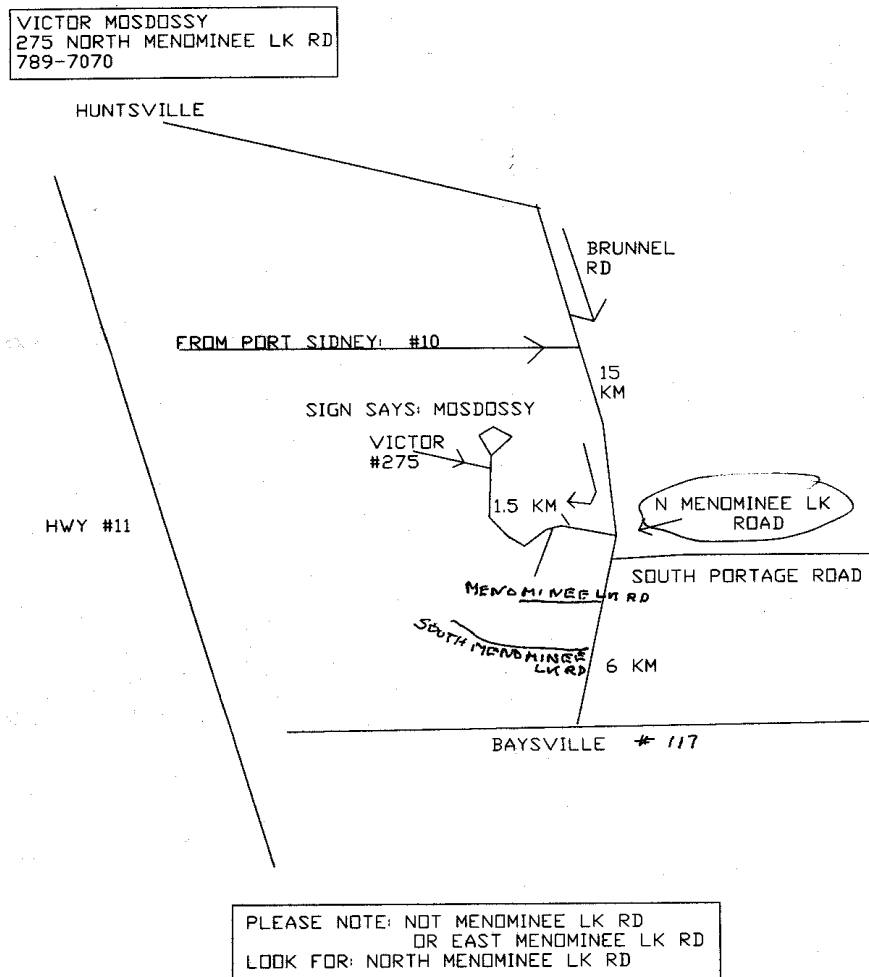 VICTOR MOSDOSSY
275 NORTH MENOMINEE LK RD
789-7070
HUNTSVILLE
BRUNNEL
RD
FROM PORT SIDNEY: #10
15
KM
SIGN SAYS: MOSDOSSY
VICTOR
#275
1.5 KM
N MENOMINEE LK
ROAD
HWY #11
SOUTH PORTAGE ROAD
MENOMINEE LK RD
SOUTH MENOMINEE
LK RD
6 KM
BAYSVILLE # 117
PLEASE NOTE: NOT MENOMINEE LK RD
OR EAST MENOMINEE LK RD
LOOK FOR: NORTH MENOMINEE LK RD